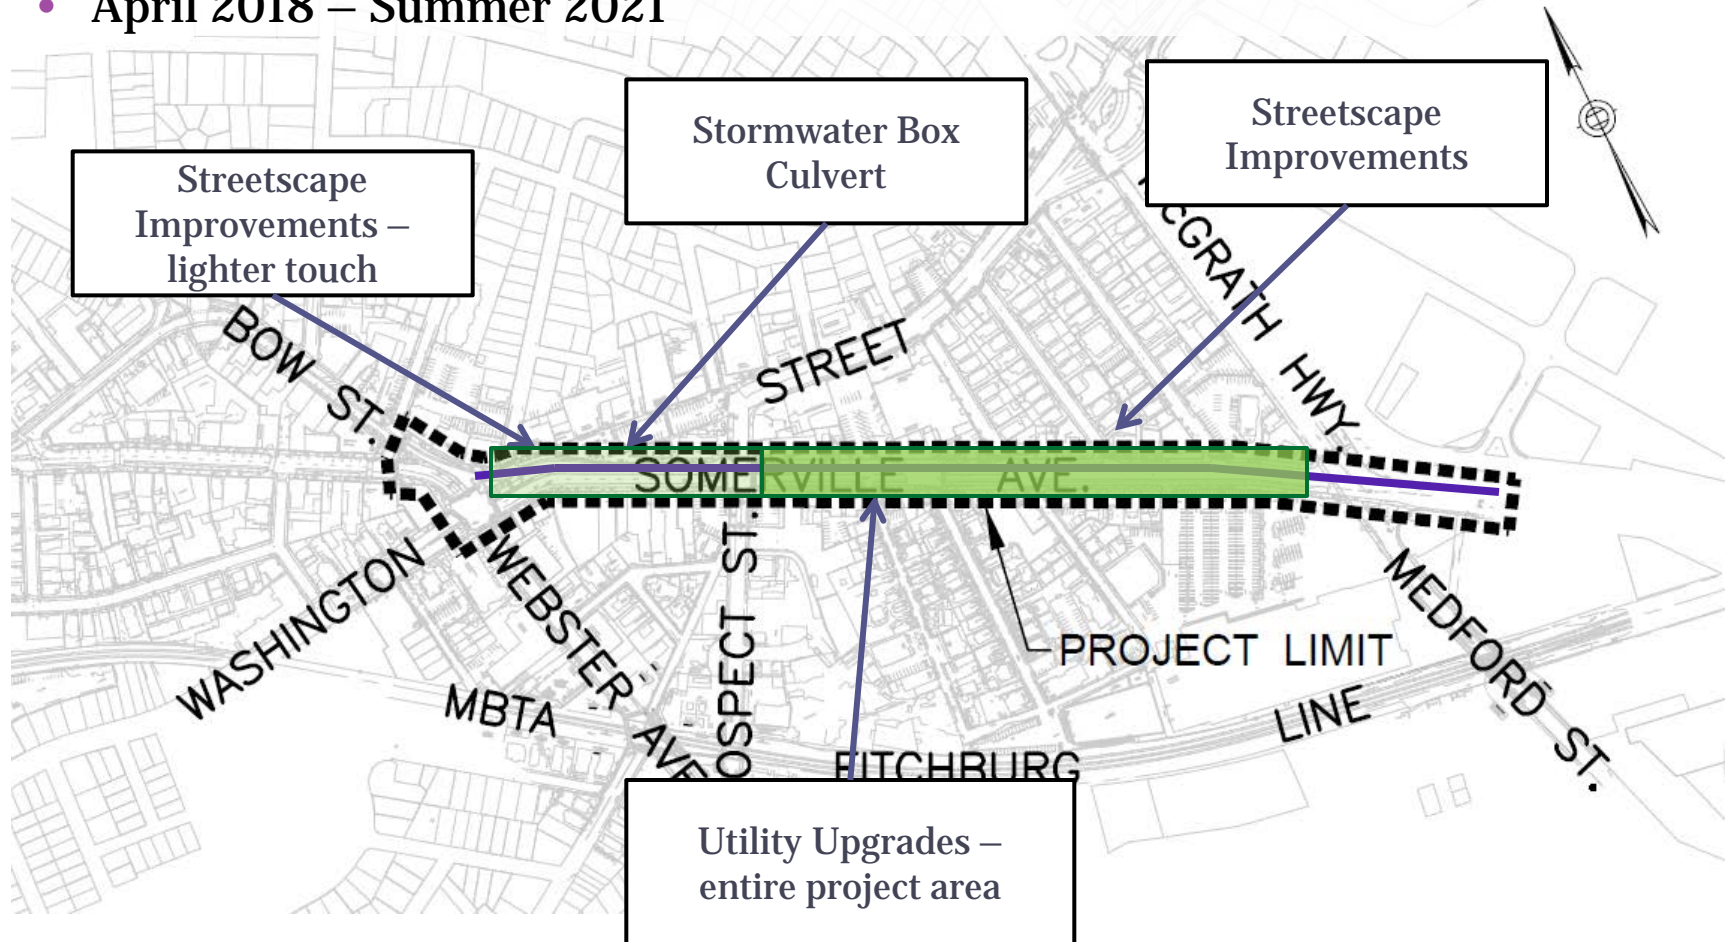 • April 2018 – Summer 2021
Streetscape
Improvements –
lighter touch
Stormwater Box
Culvert
Streetscape
Improvements
BOW ST.
STREET
McGRATH HWY.
SOMERVILLE AVE.
WASHINGTON
WEBSTER AVE
OSPECT ST.
PROJECT LIMIT
MEDFORD ST.
MBTA
FITCHBURG
LINE
Utility Upgrades –
entire project area